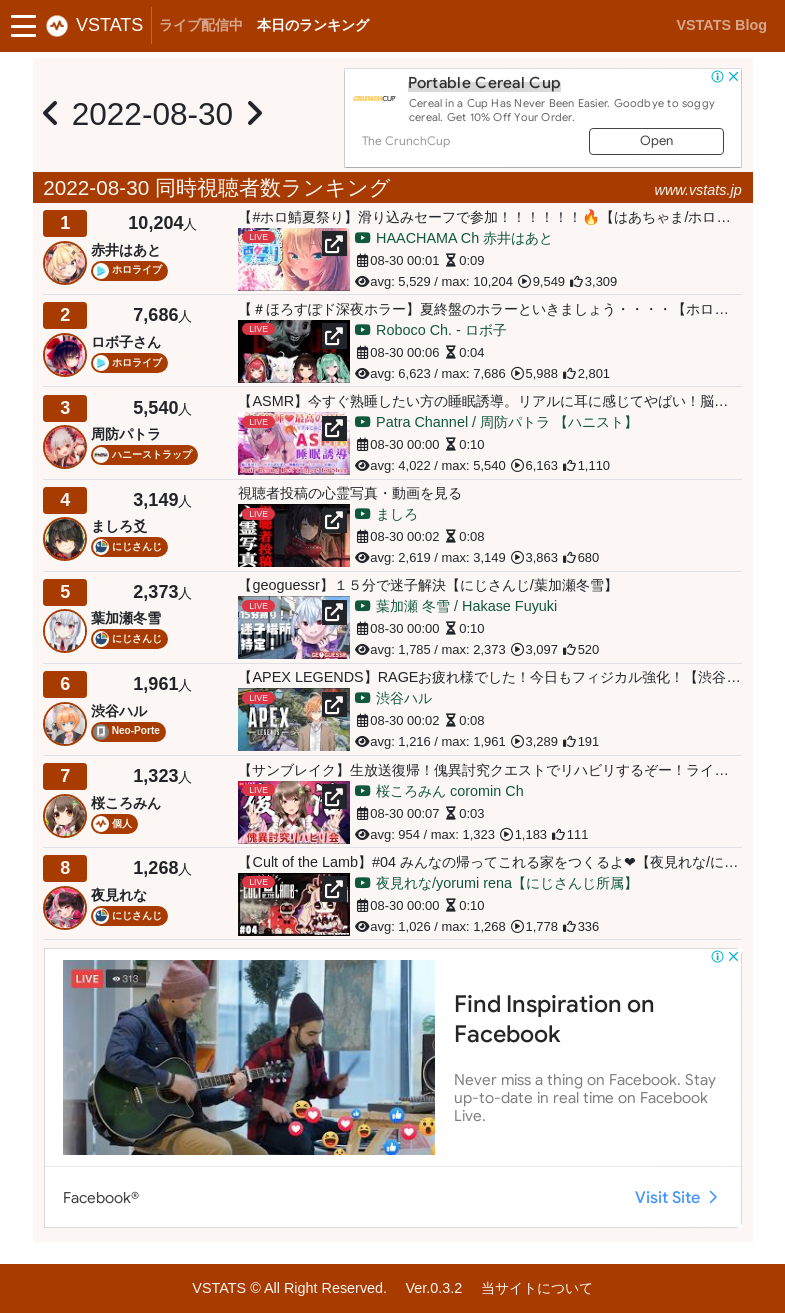 VSTATS ライブ配信中 本日のランキング VSTATS Blog
2022-08-30
Portable Cereal Cup
CRUNCHCUP
Cereal in a Cup Has Never Been Easier. Goodbye to soggy
cereal. Get 10% Off Your Order.
The CrunchCup Open
2022-08-30 同時視聴者数ランキング www.vstats.jp
1 10,204人
赤井はあと
ホロライブ
【#ホロ鯖夏祭り】滑り込みセーフで参加！！！！！！🔥【はあちゃま/ホロ…
LIVE
HAACHAMA Ch 赤井はあと
08-30 00:01 0:09
avg: 5,529 / max: 10,204 9,549 3,309
2 7,686人
ロボ子さん
ホロライブ
【＃ほろすぽド深夜ホラー】夏終盤のホラーといきましょう・・・・【ホロ…
LIVE
Roboco Ch. - ロボ子
08-30 00:06 0:04
avg: 6,623 / max: 7,686 5,988 2,801
3 5,540人
周防パトラ
ハニーストラップ
【ASMR】今すぐ熟睡したい方の睡眠誘導。リアルに耳に感じてやばい！脳…
LIVE
睡眠誘導
Patra Channel / 周防パトラ 【ハニスト】
08-30 00:00 0:10
avg: 4,022 / max: 5,540 6,163 1,110
4 3,149人
ましろ爻
にじさんじ
視聴者投稿の心霊写真・動画を見る
LIVE
ましろ
08-30 00:02 0:08
avg: 2,619 / max: 3,149 3,863 680
5 2,373人
葉加瀬冬雪
にじさんじ
【geoguessr】１５分で迷子解決【にじさんじ/葉加瀬冬雪】
LIVE
迷子場所
特定！
葉加瀬 冬雪 / Hakase Fuyuki
08-30 00:00 0:10
avg: 1,785 / max: 2,373 3,097 520
6 1,961人
渋谷ハル
Neo-Porte
【APEX LEGENDS】RAGEお疲れ様でした！今日もフィジカル強化！【渋谷…
LIVE
APEX
LEGENDS
渋谷ハル
08-30 00:02 0:08
avg: 1,216 / max: 1,961 3,289 191
7 1,323人
桜ころみん
個人
【サンブレイク】生放送復帰！傀異討究クエストでリハビリするぞー！ライ…
LIVE
傀異討究リハビリ会
桜ころみん coromin Ch
08-30 00:07 0:03
avg: 954 / max: 1,323 1,183 111
8 1,268人
夜見れな
にじさんじ
【Cult of the Lamb】#04 みんなの帰ってこれる家をつくるよ❤【夜見れな/に…
LIVE
CULT OF THE LAMB
#04
夜見れな/yorumi rena【にじさんじ所属】
08-30 00:00 0:10
avg: 1,026 / max: 1,268 1,778 336
LIVE 313
Find Inspiration on
Facebook
Never miss a thing on Facebook. Stay
up-to-date in real time on Facebook
Live.
Facebook® Visit Site
VSTATS © All Right Reserved. Ver.0.3.2 当サイトについて